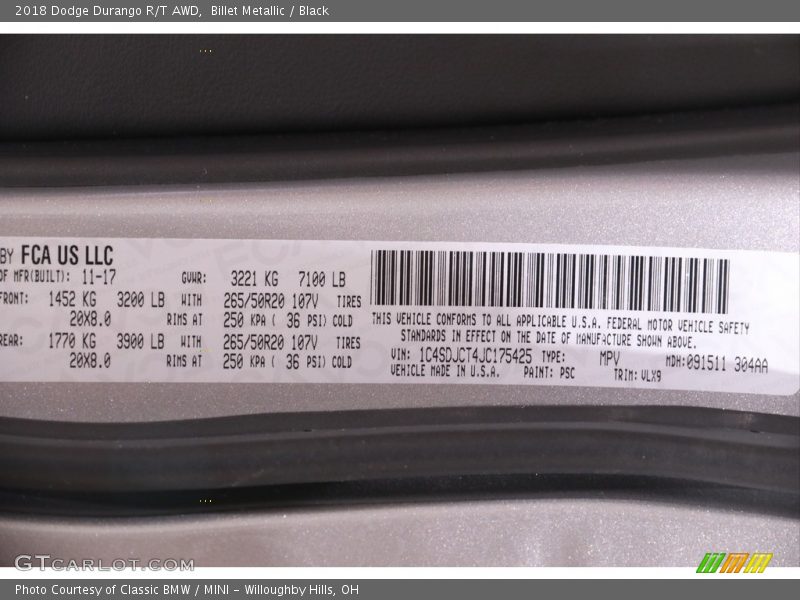 2018 Dodge Durango R/T AWD, Billet Metallic / Black
BY FCA US LLC
OF MFR(BUILT): 11-17 GVWR: 3221 KG 7100 LB
FRONT: 1452 KG 3200 LB WITH 265/50R20 107V TIRES
20X8.0 RIMS AT 250 KPA ( 36 PSI) COLD
REAR: 1770 KG 3900 LB WITH 265/50R20 107V TIRES
20X8.0 RIMS AT 250 KPA ( 36 PSI) COLD
THIS VEHICLE CONFORMS TO ALL APPLICABLE U.S.A. FEDERAL MOTOR VEHICLE SAFETY
STANDARDS IN EFFECT ON THE DATE OF MANUFACTURE SHOWN ABOVE.
VIN: 1C4SDJCT4JC175425 TYPE: MPV MDH:091511 304AA
VEHICLE MADE IN U.S.A. PAINT: PSC TRIM: VLX9
GTCARLOT.COM
Photo Courtesy of Classic BMW / MINI - Willoughby Hills, OH